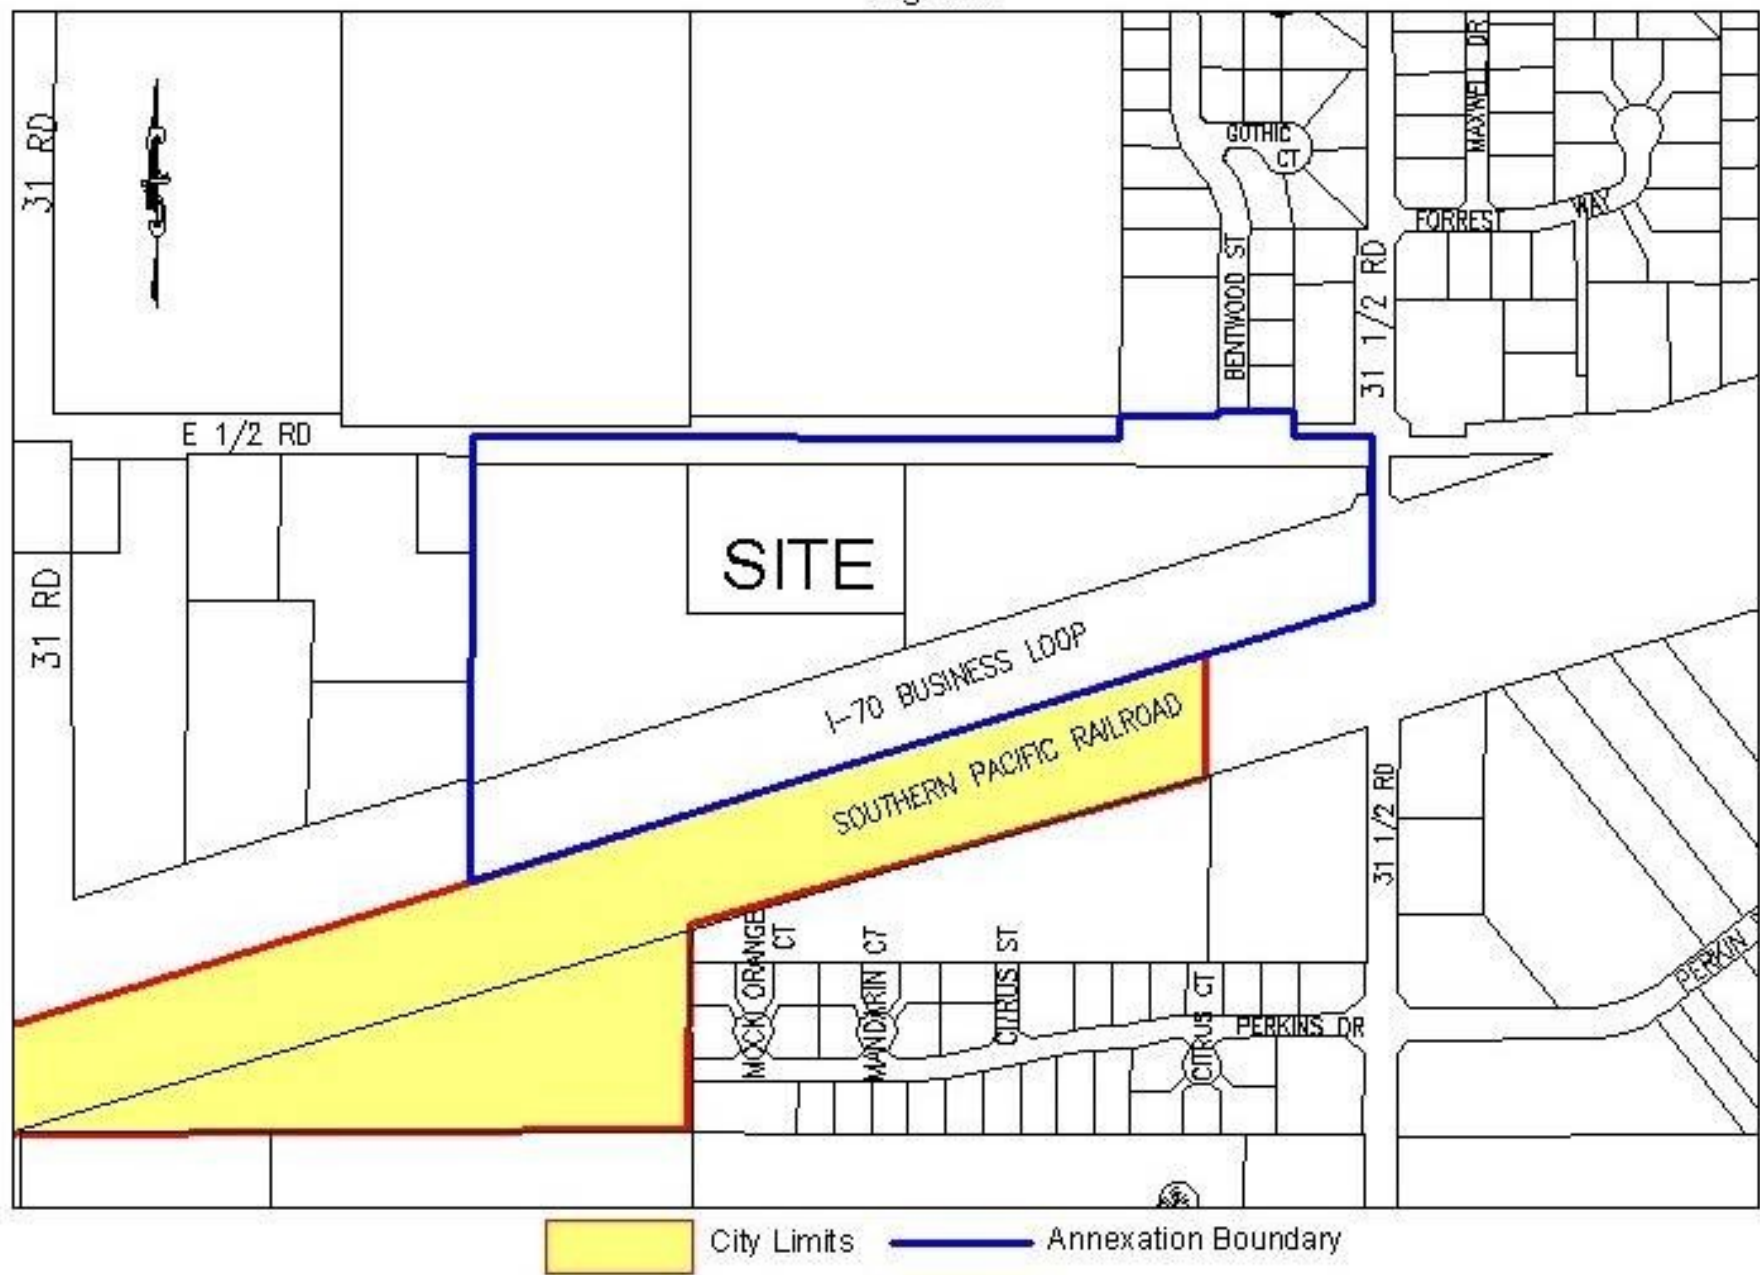 31 RD
GOTHIC
CT
MAXWELL DR
FORREST
WAY
BENTWOOD ST
31 1/2 RD
E 1/2 RD
31 RD
SITE
I-70 BUSINESS LOOP
SOUTHERN PACIFIC RAILROAD
31 1/2 RD
MOCK ORANGE
CT
MANDARIN CT
CITRUS ST
CITRUS CT
PERKINS DR
PERKIN
City Limits
Annexation Boundary